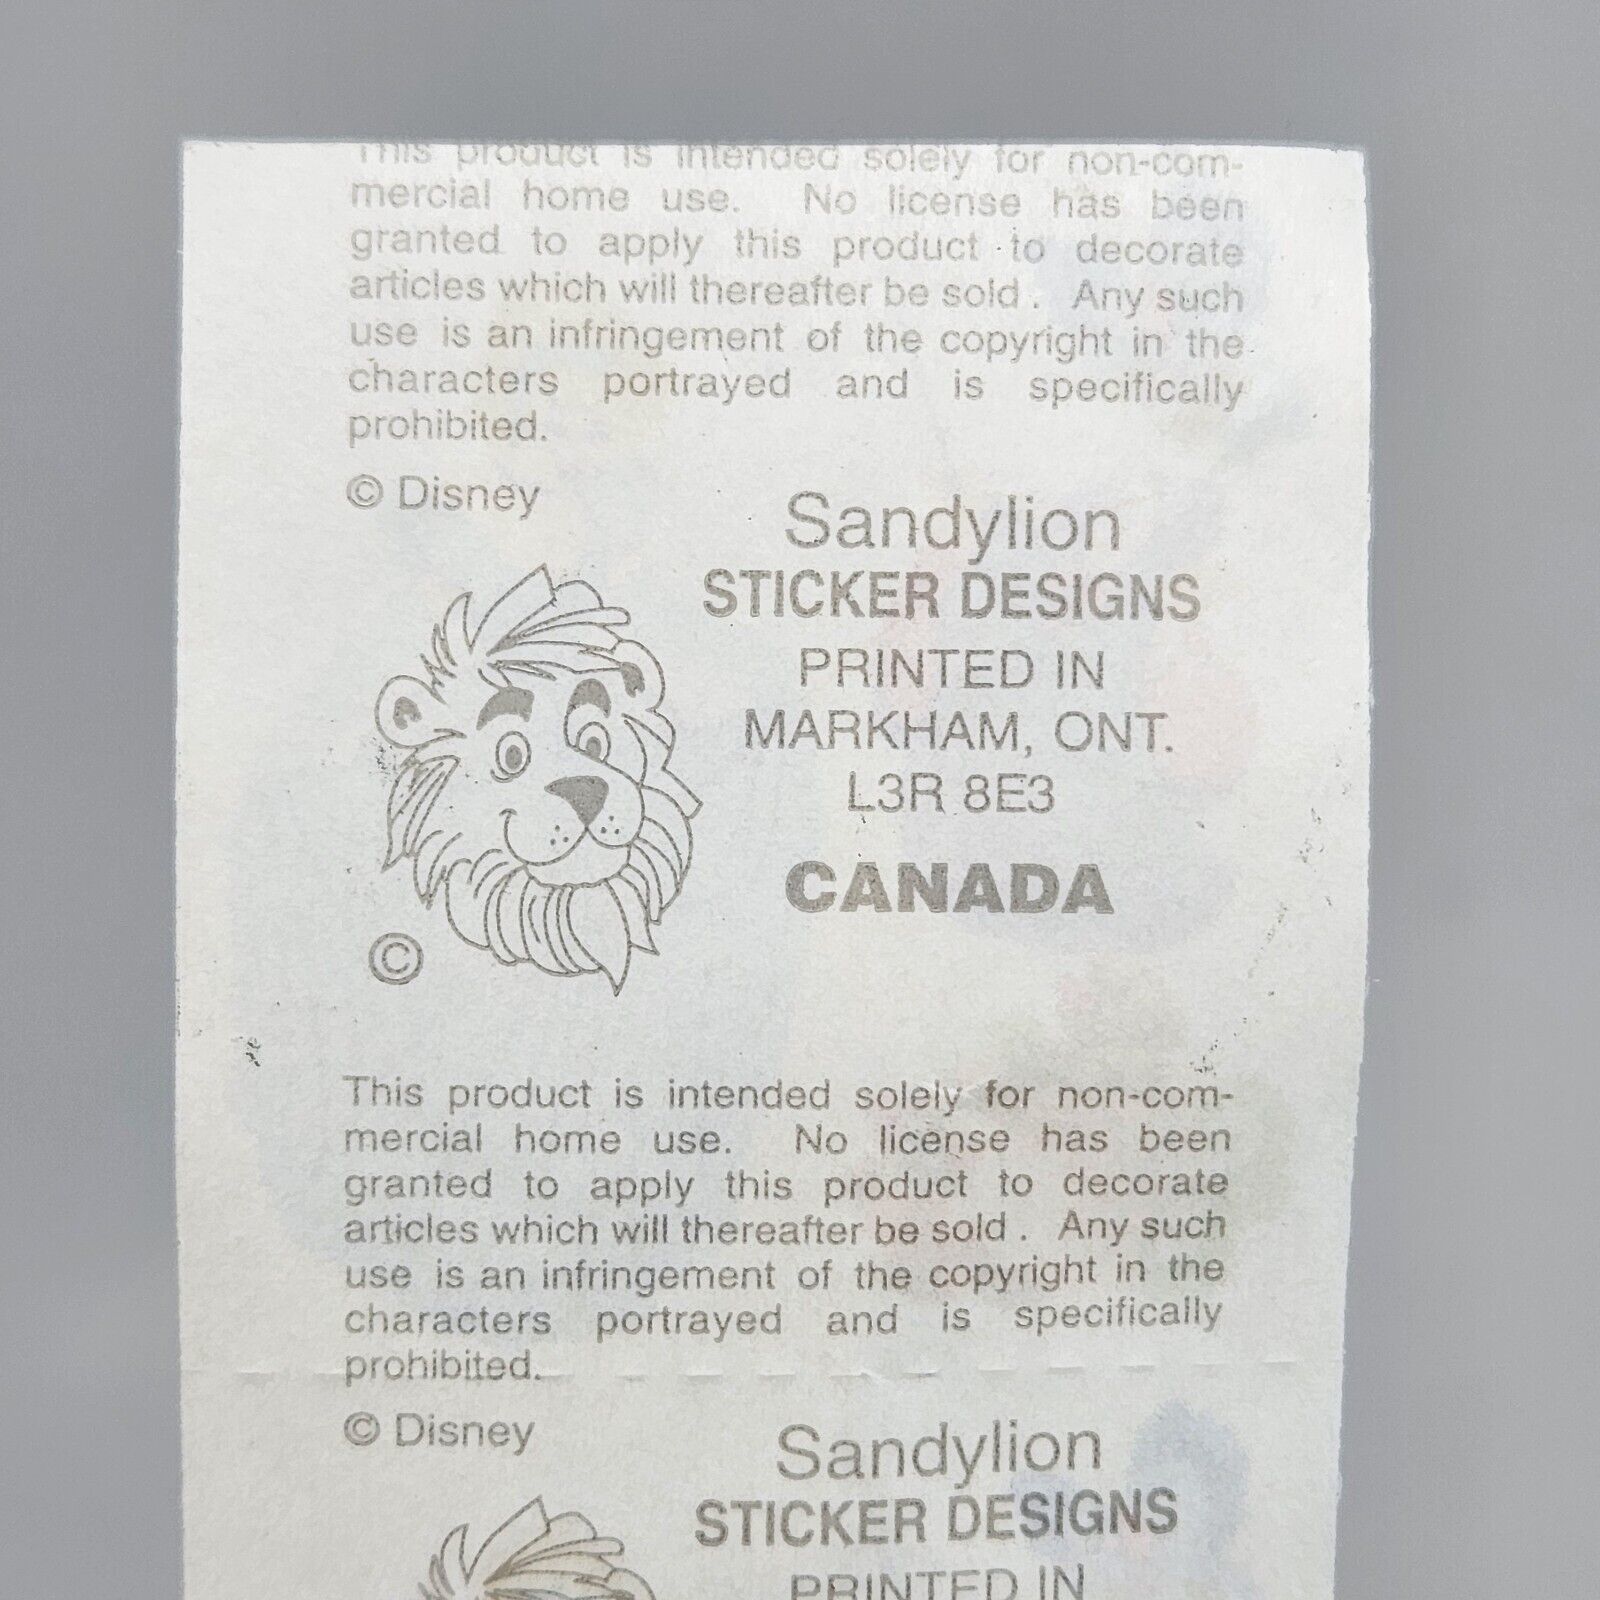 This product is intended solely for non-com-
mercial home use. No license has been
granted to apply this product to decorate
articles which will thereafter be sold . Any such
use is an infringement of the copyright in the
characters portrayed and is specifically
prohibited.
© Disney
Sandylion
STICKER DESIGNS
PRINTED IN
MARKHAM, ONT.
L3R 8E3
CANADA
©
This product is intended solely for non-com-
mercial home use. No license has been
granted to apply this product to decorate
articles which will thereafter be sold . Any such
use is an infringement of the copyright in the
characters portrayed and is specifically
prohibited.
© Disney
Sandylion
STICKER DESIGNS
PRINTED IN